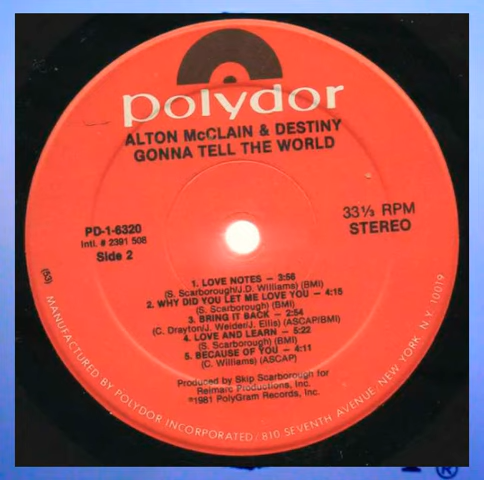 polydor
ALTON McCLAIN & DESTINY
GONNA TELL THE WORLD
33⅓ RPM
STEREO
PD-1-6320
Intl. # 2391 508
Side 2
(53)
1. LOVE NOTES – 3:56
(S. Scarborough/J.D. Williams) (BMI)
2. WHY DID YOU LET ME LOVE YOU – 4:15
(S. Scarborough) (BMI)
3. BRING IT BACK – 2:54
(C. Drayton/J. Weider/J. Ellis) (ASCAP/BMI)
4. LOVE AND LEARN – 5:22
(S. Scarborough) (BMI)
5. BECAUSE OF YOU – 4:11
(C. Williams) (ASCAP)
Produced by Skip Scarborough for
Reimarc Productions, Inc.
℗1981 PolyGram Records, Inc.
MANUFACTURED BY POLYDOR INCORPORATED/810 SEVENTH AVENUE, NEW YORK, N.Y. 10019
®